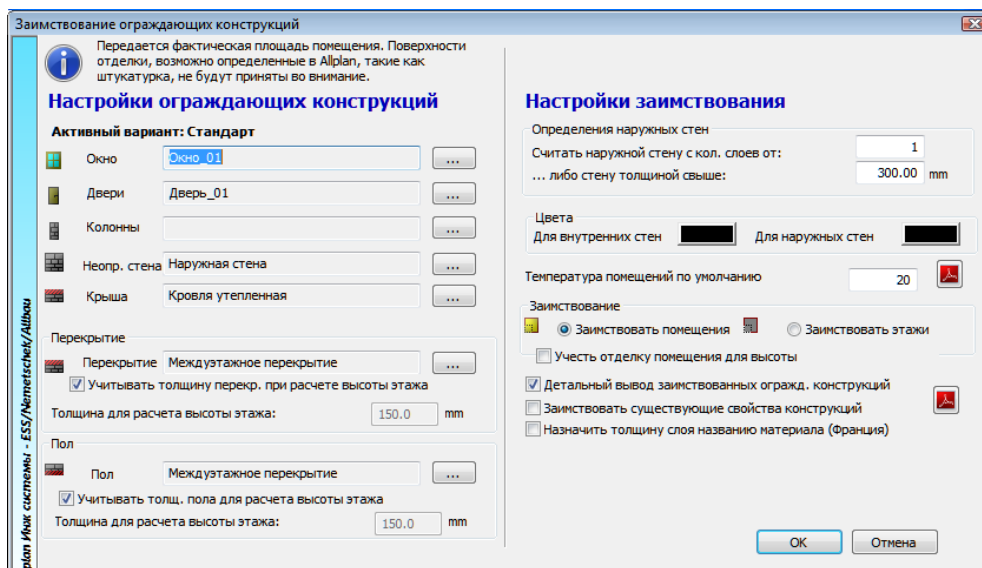 Заимствование ограждающих конструкций
Передается фактическая площадь помещения. Поверхности
отделки, возможно определенные в Allplan, такие как
штукатурка, не будут приняты во внимание.
Настройки ограждающих конструкций
Активный вариант: Стандарт
Окно Окно_01 ...
Двери Дверь_01 ...
Колонны ...
Неопр. стена Наружная стена ...
Крыша Кровля утепленная ...
Перекрытие
Перекрытие Междуэтажное перекрытие ...
Учитывать толщину перекр. при расчете высоты этажа
Толщина для расчета высоты этажа: 150.0 mm
Пол
Пол Междуэтажное перекрытие ...
Учитывать толщ. пола для расчета высоты этажа
Толщина для расчета высоты этажа: 150.0 mm
Настройки заимствования
Определения наружных стен
Считать наружной стену с кол. слоев от: 1
... либо стену толщиной свыше: 300.00 mm
Цвета
Для внутренних стен Для наружных стен
Температура помещений по умолчанию 20
Заимствование
Заимствовать помещения Заимствовать этажи
Учесть отделку помещения для высоты
Детальный вывод заимствованных огражд. конструкций
Заимствовать существующие свойства конструкций
Назначить толщину слоя названию материала (Франция)
OK Отмена
plan Инж системы - ESS/Nemetschek/Allbau